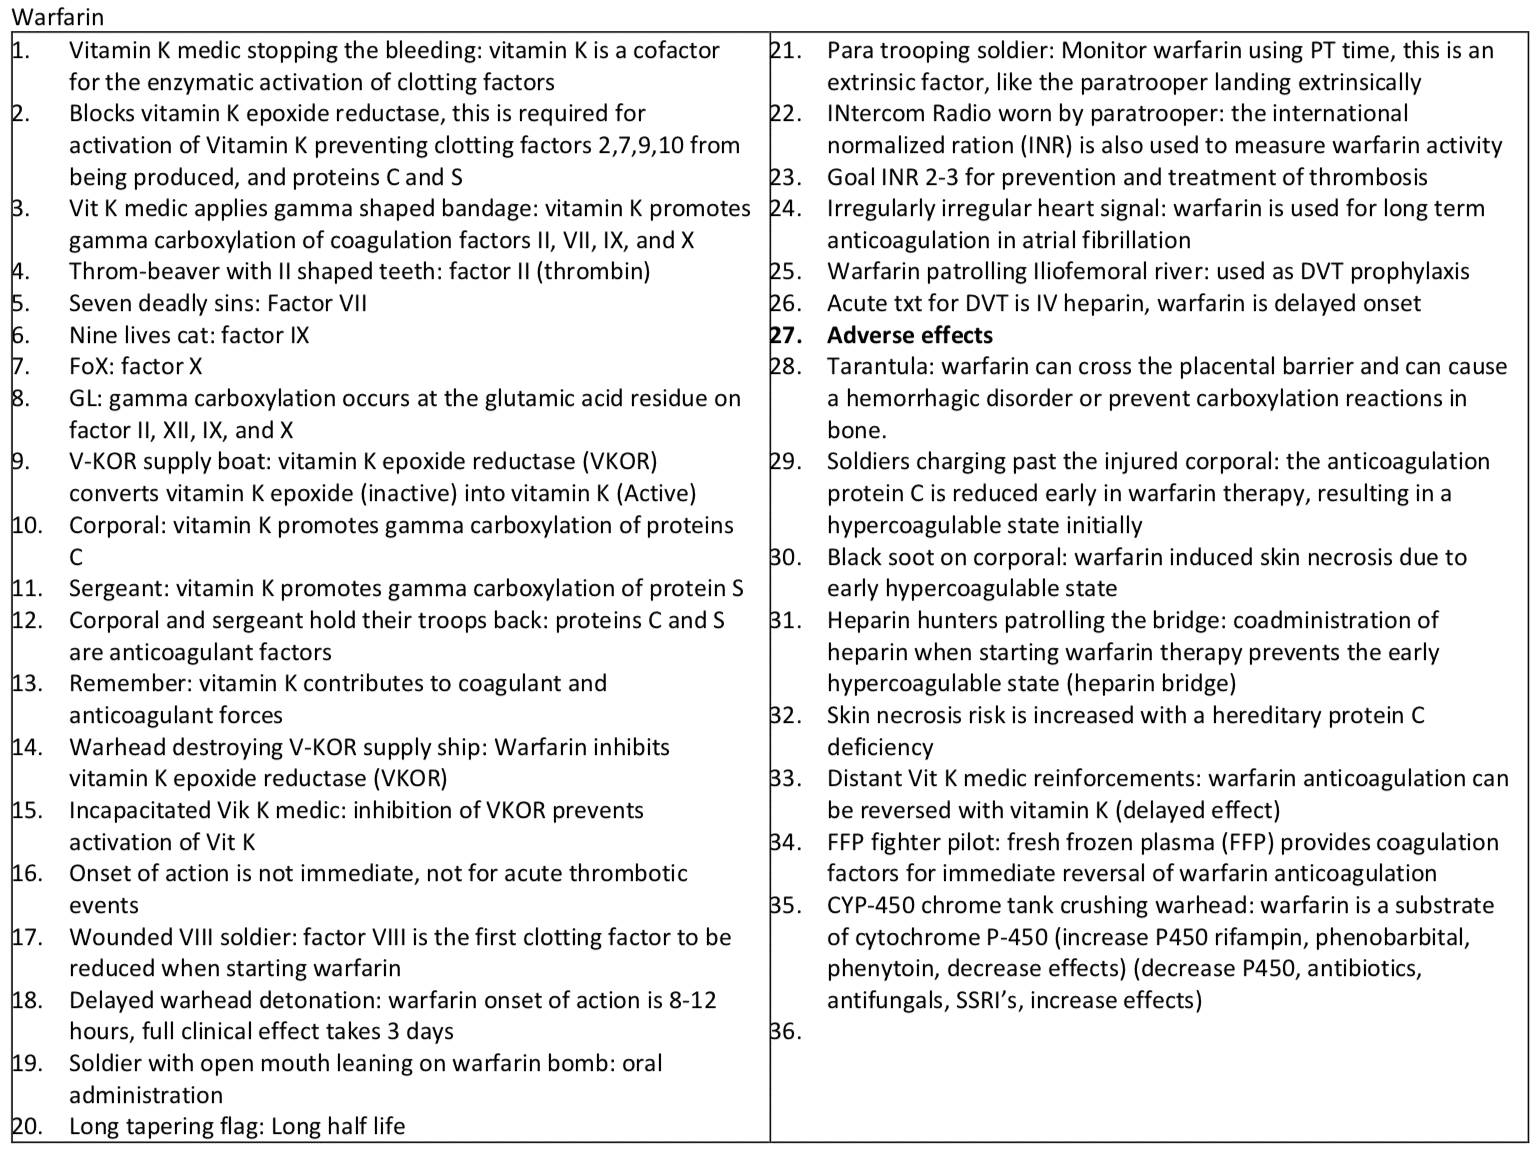 Warfarin
1. Vitamin K medic stopping the bleeding: vitamin K is a cofactor
for the enzymatic activation of clotting factors
2. Blocks vitamin K epoxide reductase, this is required for
activation of Vitamin K preventing clotting factors 2,7,9,10 from
being produced, and proteins C and S
3. Vit K medic applies gamma shaped bandage: vitamin K promotes
gamma carboxylation of coagulation factors II, VII, IX, and X
4. Throm-beaver with II shaped teeth: factor II (thrombin)
5. Seven deadly sins: Factor VII
6. Nine lives cat: factor IX
7. FoX: factor X
8. GL: gamma carboxylation occurs at the glutamic acid residue on
factor II, XII, IX, and X
9. V-KOR supply boat: vitamin K epoxide reductase (VKOR)
converts vitamin K epoxide (inactive) into vitamin K (Active)
10. Corporal: vitamin K promotes gamma carboxylation of proteins
C
11. Sergeant: vitamin K promotes gamma carboxylation of protein S
12. Corporal and sergeant hold their troops back: proteins C and S
are anticoagulant factors
13. Remember: vitamin K contributes to coagulant and
anticoagulant forces
14. Warhead destroying V-KOR supply ship: Warfarin inhibits
vitamin K epoxide reductase (VKOR)
15. Incapacitated Vik K medic: inhibition of VKOR prevents
activation of Vit K
16. Onset of action is not immediate, not for acute thrombotic
events
17. Wounded VIII soldier: factor VIII is the first clotting factor to be
reduced when starting warfarin
18. Delayed warhead detonation: warfarin onset of action is 8-12
hours, full clinical effect takes 3 days
19. Soldier with open mouth leaning on warfarin bomb: oral
administration
20. Long tapering flag: Long half life
21. Para trooping soldier: Monitor warfarin using PT time, this is an
extrinsic factor, like the paratrooper landing extrinsically
22. INtercom Radio worn by paratrooper: the international
normalized ration (INR) is also used to measure warfarin activity
23. Goal INR 2-3 for prevention and treatment of thrombosis
24. Irregularly irregular heart signal: warfarin is used for long term
anticoagulation in atrial fibrillation
25. Warfarin patrolling Iliofemoral river: used as DVT prophylaxis
26. Acute txt for DVT is IV heparin, warfarin is delayed onset
27. Adverse effects
28. Tarantula: warfarin can cross the placental barrier and can cause
a hemorrhagic disorder or prevent carboxylation reactions in
bone.
29. Soldiers charging past the injured corporal: the anticoagulation
protein C is reduced early in warfarin therapy, resulting in a
hypercoagulable state initially
30. Black soot on corporal: warfarin induced skin necrosis due to
early hypercoagulable state
31. Heparin hunters patrolling the bridge: coadministration of
heparin when starting warfarin therapy prevents the early
hypercoagulable state (heparin bridge)
32. Skin necrosis risk is increased with a hereditary protein C
deficiency
33. Distant Vit K medic reinforcements: warfarin anticoagulation can
be reversed with vitamin K (delayed effect)
34. FFP fighter pilot: fresh frozen plasma (FFP) provides coagulation
factors for immediate reversal of warfarin anticoagulation
35. CYP-450 chrome tank crushing warhead: warfarin is a substrate
of cytochrome P-450 (increase P450 rifampin, phenobarbital,
phenytoin, decrease effects) (decrease P450, antibiotics,
antifungals, SSRI’s, increase effects)
36.